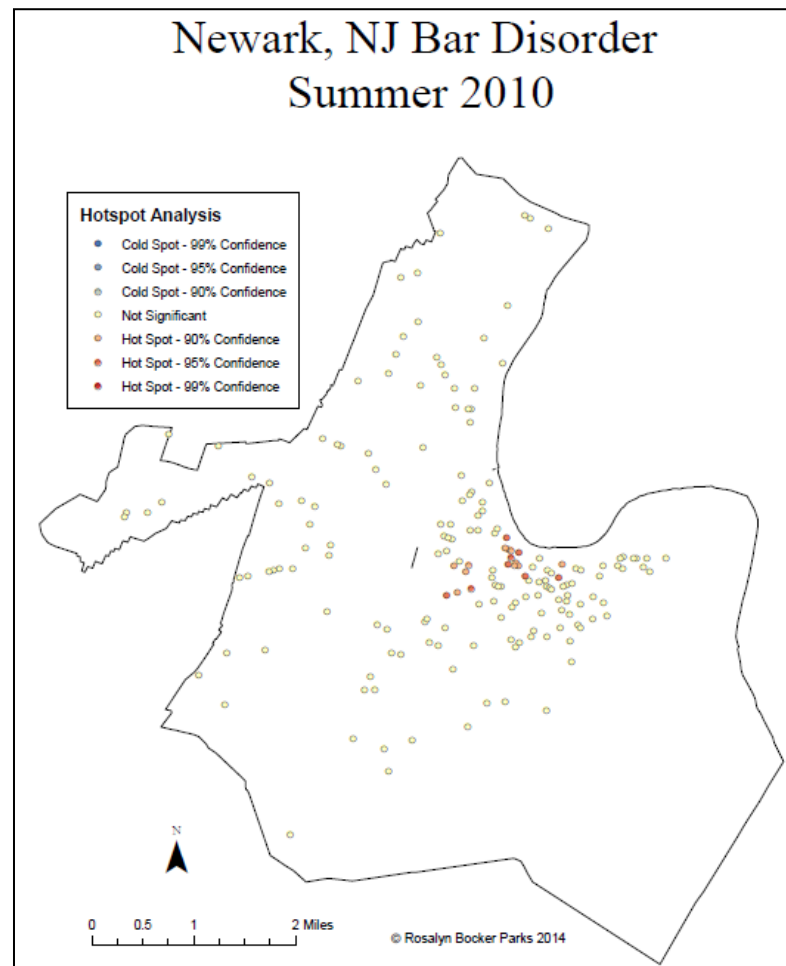 Newark, NJ Bar Disorder
Summer 2010
Hotspot Analysis
Cold Spot - 99% Confidence
Cold Spot - 95% Confidence
Cold Spot - 90% Confidence
Not Significant
Hot Spot - 90% Confidence
Hot Spot - 95% Confidence
Hot Spot - 99% Confidence
N
0 0.5 1 2 Miles
© Rosalyn Bocker Parks 2014